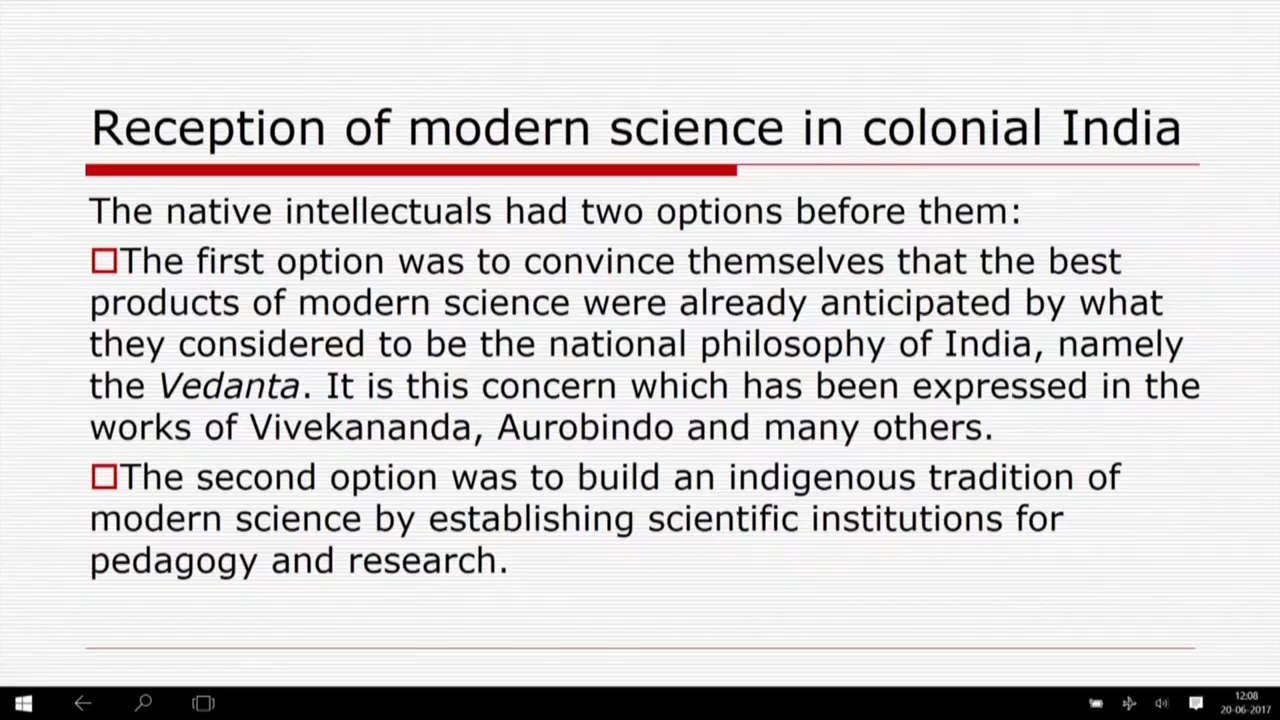 Reception of modern science in colonial India
The native intellectuals had two options before them:
The first option was to convince themselves that the best
products of modern science were already anticipated by what
they considered to be the national philosophy of India, namely
the Vedanta. It is this concern which has been expressed in the
works of Vivekananda, Aurobindo and many others.
The second option was to build an indigenous tradition of
modern science by establishing scientific institutions for
pedagogy and research.
12:08
20-06-2017